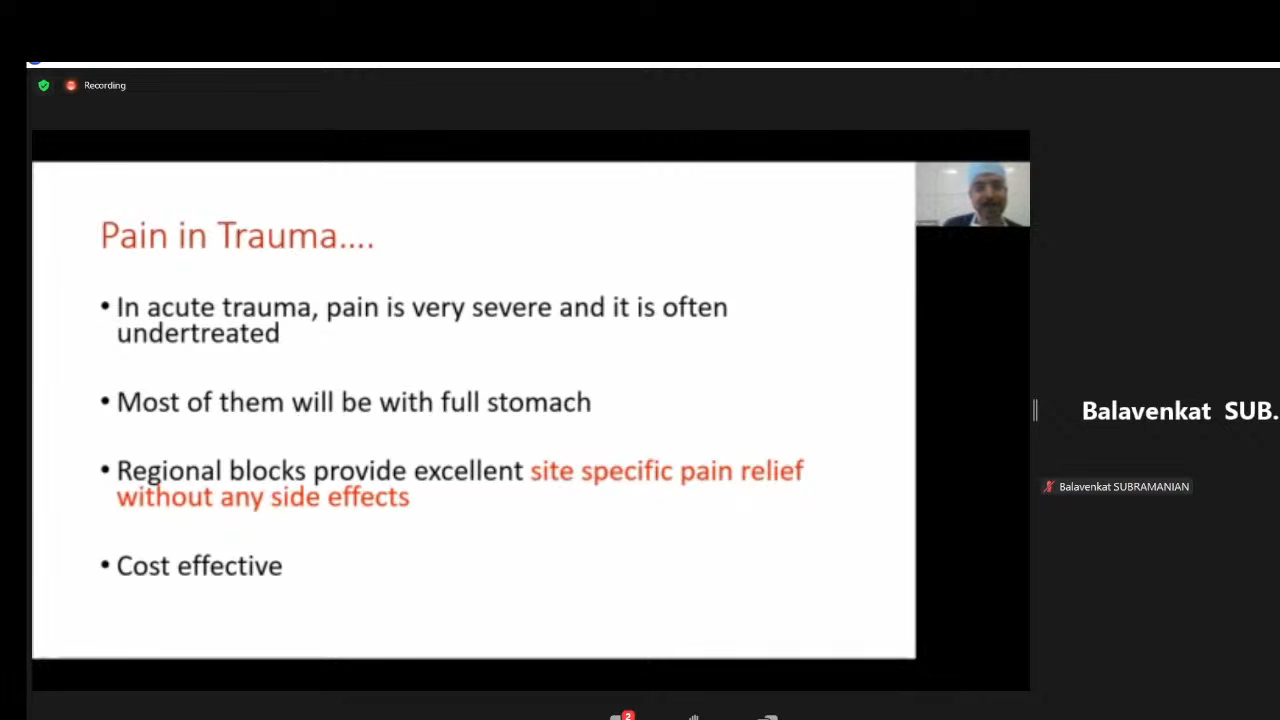 Recording
Pain in Trauma....
• In acute trauma, pain is very severe and it is often
undertreated
• Most of them will be with full stomach
• Regional blocks provide excellent site specific pain relief
without any side effects
• Cost effective
Balavenkat SUB.
Balavenkat SUBRAMANIAN
2